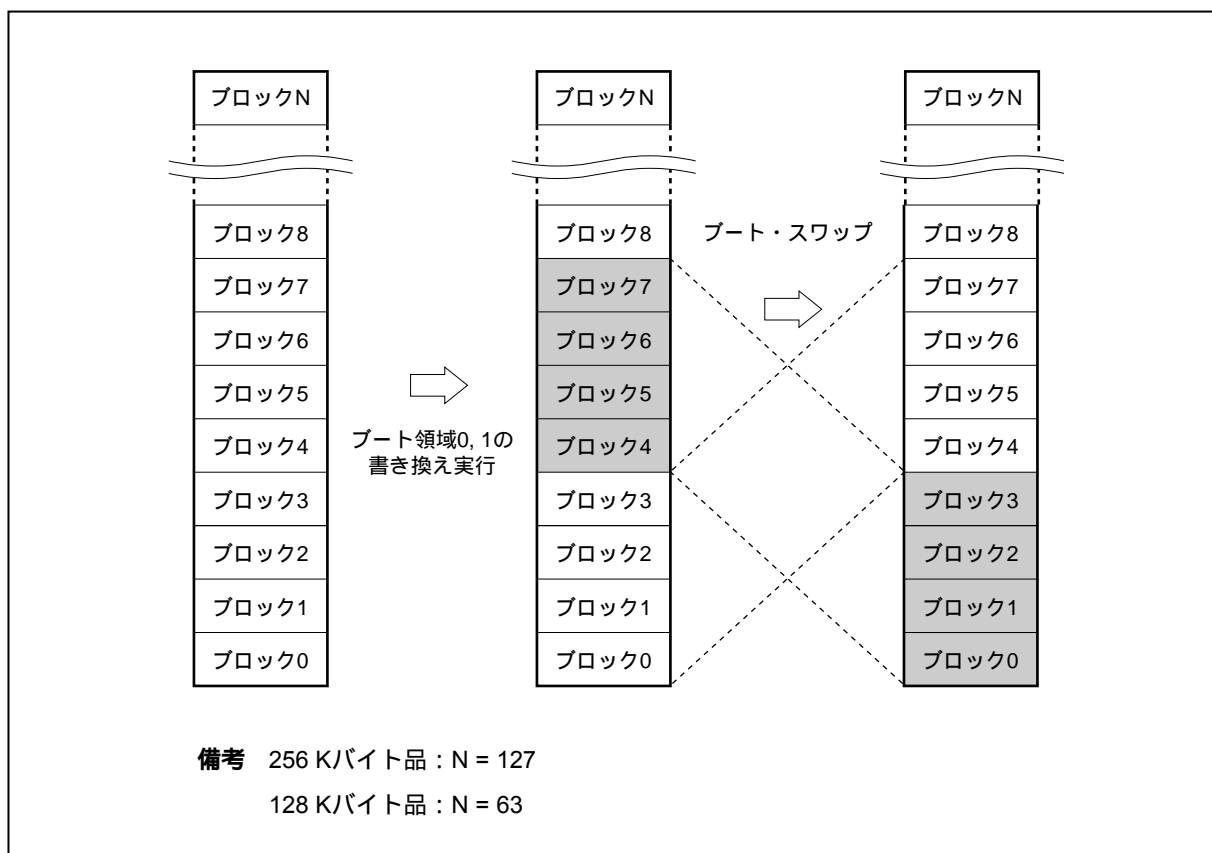 ブロックN
ブロック8
ブロック7
ブロック6
ブロック5
ブロック4
ブロック3
ブロック2
ブロック1
ブロック0
ブート領域0, 1の
書き換え実行
ブロックN
ブロック8
ブロック7
ブロック6
ブロック5
ブロック4
ブロック3
ブロック2
ブロック1
ブロック0
ブート・スワップ
ブロックN
ブロック8
ブロック7
ブロック6
ブロック5
ブロック4
ブロック3
ブロック2
ブロック1
ブロック0
備考 256 Kバイト品：N = 127
128 Kバイト品：N = 63